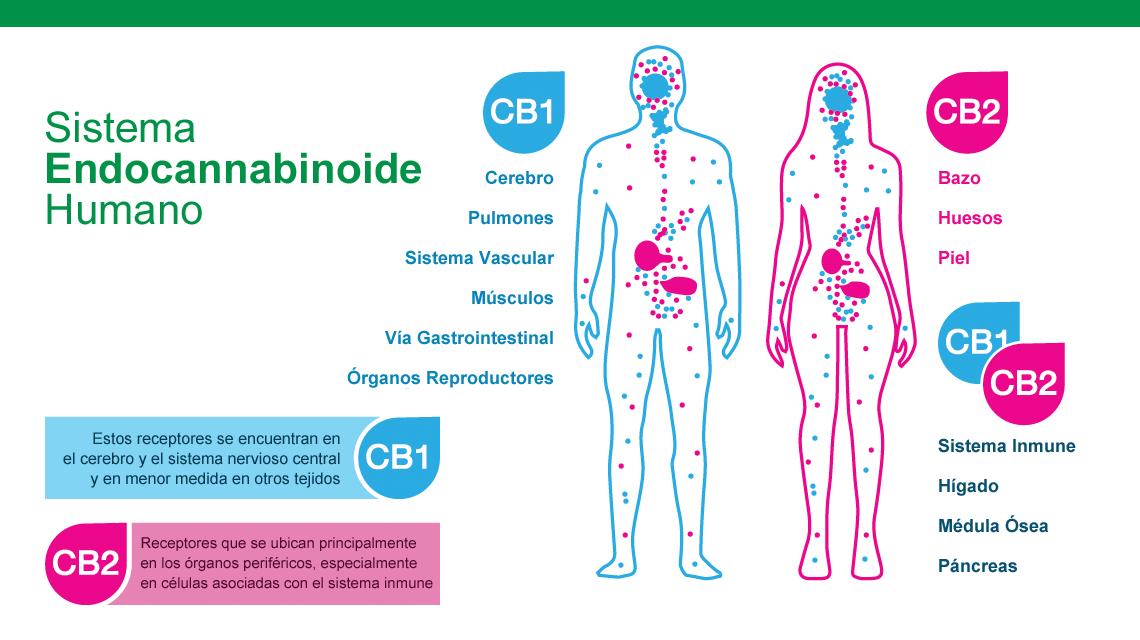 Sistema
Endocannabinoide
Humano
CB1
Cerebro
Pulmones
Sistema Vascular
Músculos
Vía Gastrointestinal
Órganos Reproductores
CB2
Bazo
Huesos
Piel
CB1
CB2
Sistema Inmune
Hígado
Médula Ósea
Páncreas
Estos receptores se encuentran en
el cerebro y el sistema nervioso central
y en menor medida en otros tejidos
CB1
CB2
Receptores que se ubican principalmente
en los órganos periféricos, especialmente
en células asociadas con el sistema inmune